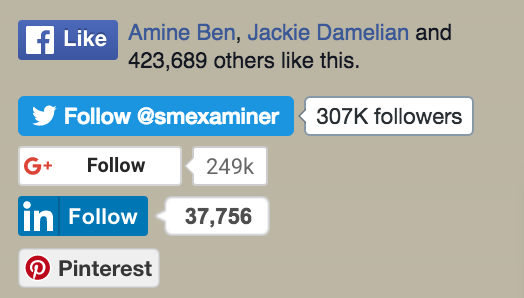 f Like Amine Ben, Jackie Damelian and
423,689 others like this.
Follow @smexaminer 307K followers
G+ Follow 249k
in Follow 37,756
Pinterest